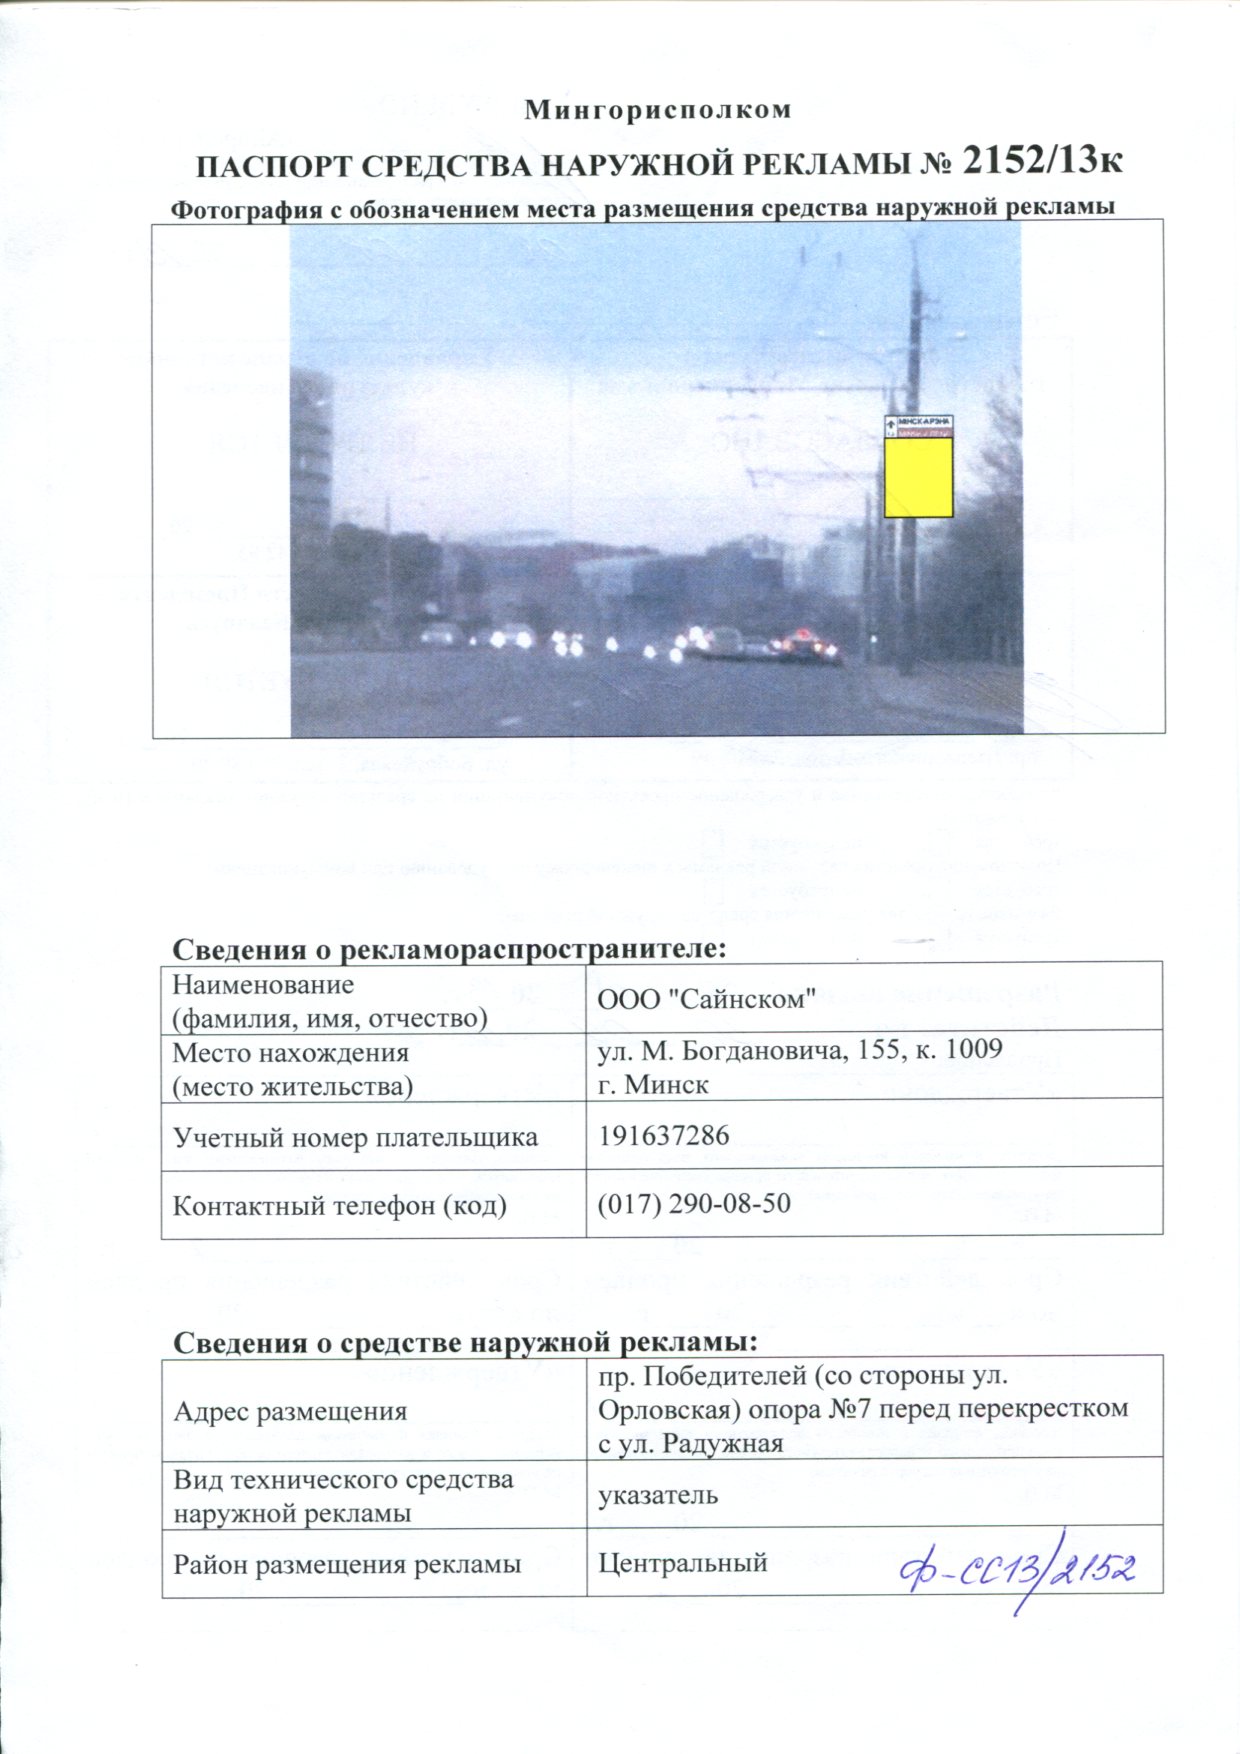 Мингорисполком
ПАСПОРТ СРЕДСТВА НАРУЖНОЙ РЕКЛАМЫ № 2152/13к
Фотография с обозначением места размещения средства наружной рекламы
МІНСК-АРЭНА
Сведения о рекламораспространителе:
Наименование
(фамилия, имя, отчество)
ООО "Сайнском"
Место нахождения
(место жительства)
ул. М. Богдановича, 155, к. 1009
г. Минск
Учетный номер плательщика
191637286
Контактный телефон (код)
(017) 290-08-50
Сведения о средстве наружной рекламы:
Адрес размещения
пр. Победителей (со стороны ул.
Орловская) опора №7 перед перекрестком
с ул. Радужная
Вид технического средства
наружной рекламы
указатель
Район размещения рекламы
Центральный
Ф-СС13/2152